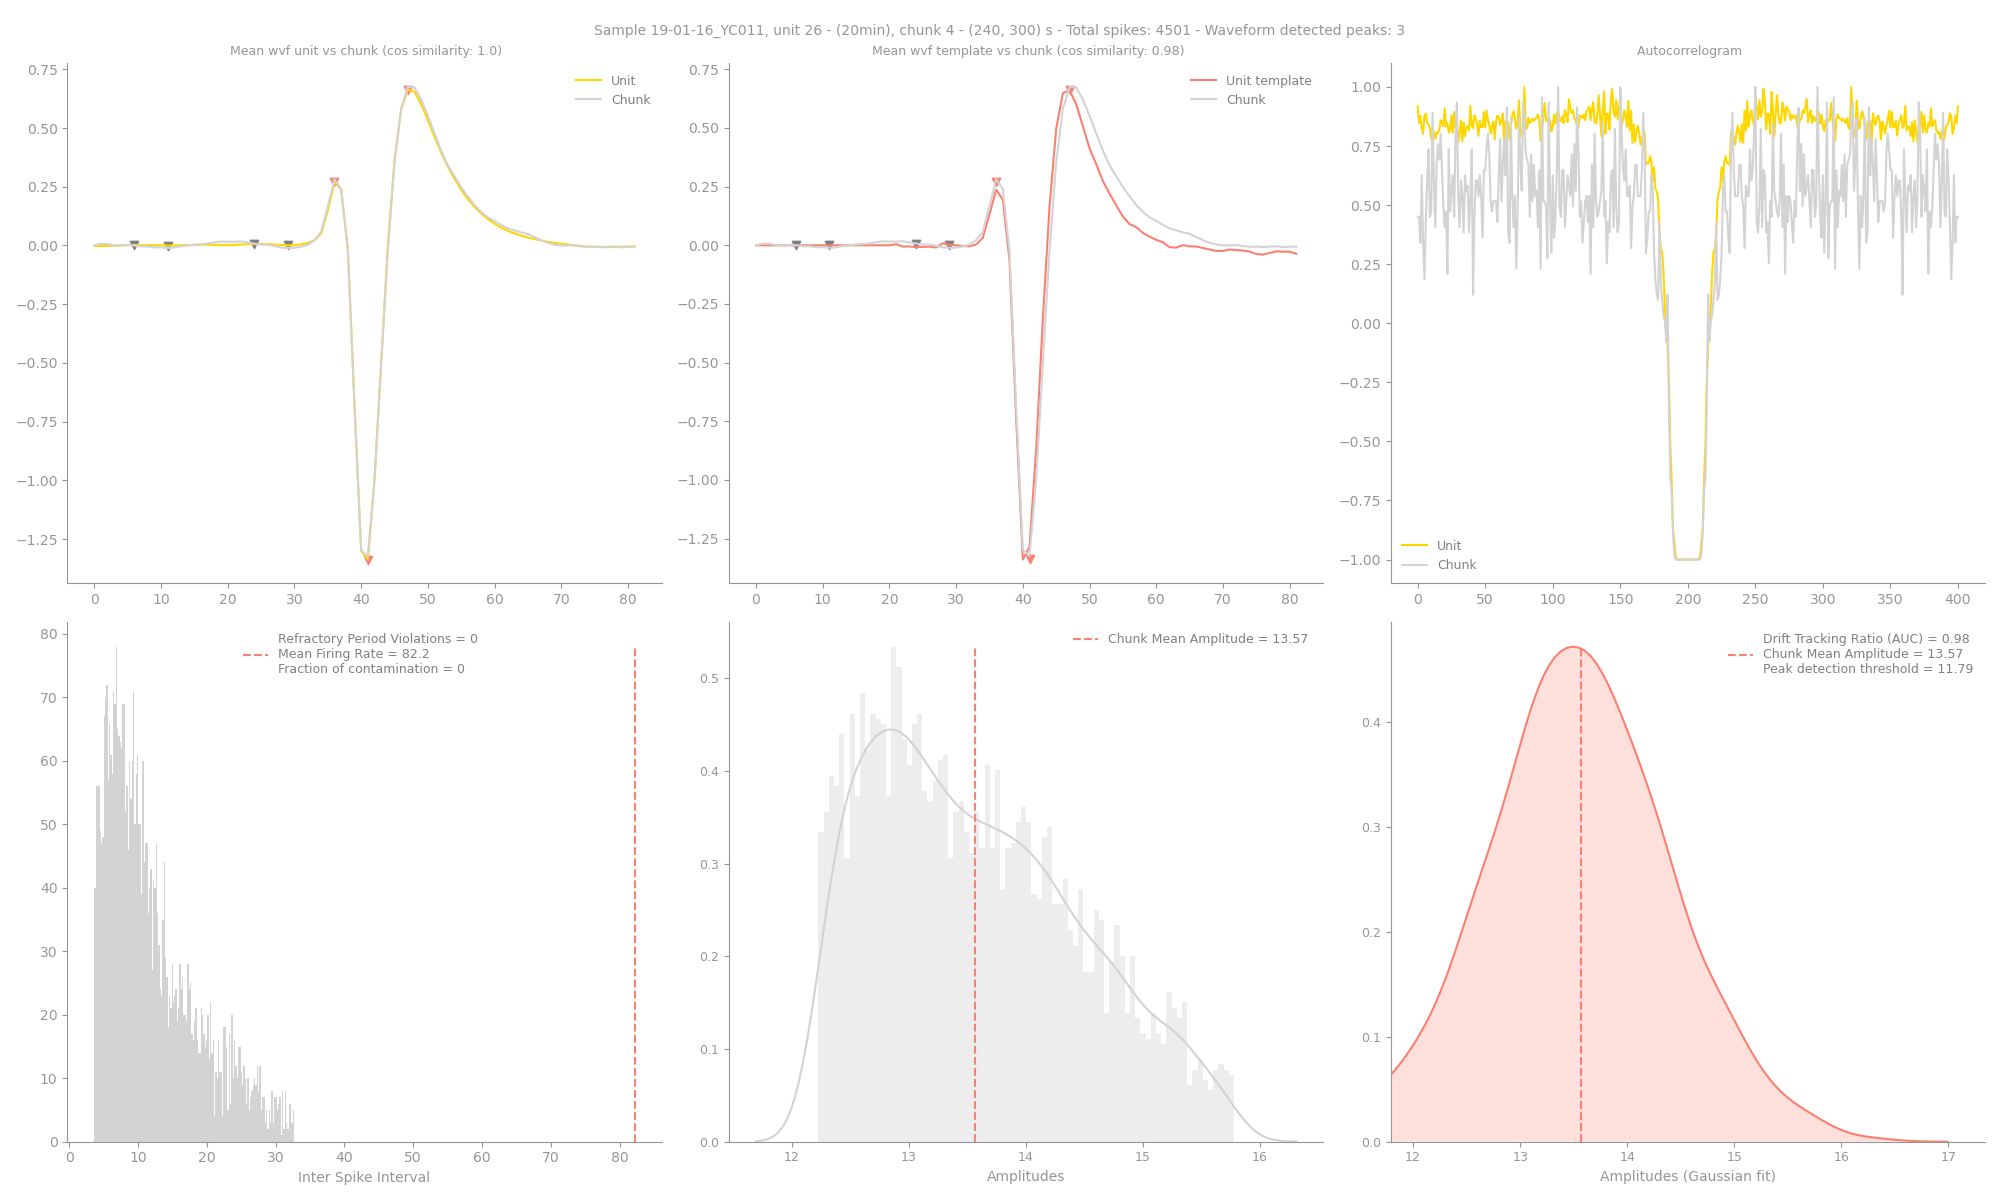 Sample 19-01-16_YC011, unit 26 - (20min), chunk 4 - (240, 300) s - Total spikes: 4501 - Waveform detected peaks: 3
Mean wvf unit vs chunk (cos similarity: 1.0)
0.75
0.50
0.25
0.00
−0.25
−0.50
−0.75
−1.00
−1.25
0 10 20 30 40 50 60 70 80
Unit
Chunk
Mean wvf template vs chunk (cos similarity: 0.98)
0.75
0.50
0.25
0.00
−0.25
−0.50
−0.75
−1.00
−1.25
0 10 20 30 40 50 60 70 80
Unit template
Chunk
Autocorrelogram
1.00
0.75
0.50
0.25
0.00
−0.25
−0.50
−0.75
−1.00
0 50 100 150 200 250 300 350 400
Unit
Chunk
80
70
60
50
40
30
20
10
0
0 10 20 30 40 50 60 70 80
Inter Spike Interval
Refractory Period Violations = 0
Mean Firing Rate = 82.2
Fraction of contamination = 0
0.5
0.4
0.3
0.2
0.1
0.0
12 13 14 15 16
Amplitudes
Chunk Mean Amplitude = 13.57
0.4
0.3
0.2
0.1
0.0
12 13 14 15 16 17
Amplitudes (Gaussian fit)
Drift Tracking Ratio (AUC) = 0.98
Chunk Mean Amplitude = 13.57
Peak detection threshold = 11.79